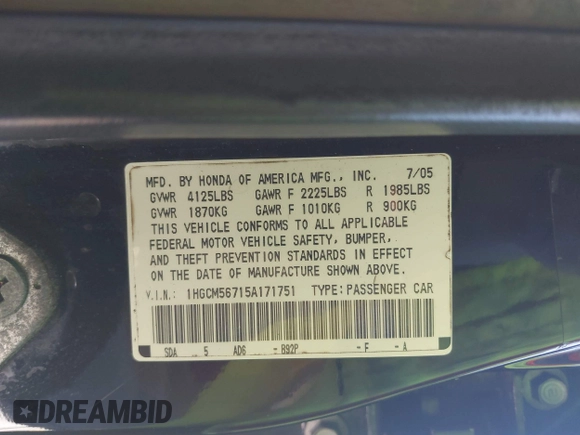 MFD. BY HONDA OF AMERICA MFG., INC. 7/05
GVWR 4125LBS GAWR F 2225LBS R 1985LBS
GVWR 1870KG GAWR F 1010KG R 900KG
THIS VEHICLE CONFORMS TO ALL APPLICABLE
FEDERAL MOTOR VEHICLE SAFETY, BUMPER,
AND THEFT PREVENTION STANDARDS IN EFFECT
ON THE DATE OF MANUFACTURE SHOWN ABOVE.
V.I.N.: 1HGCM56715A171751 TYPE: PASSENGER CAR
SDA 5 AD6 - B92P - F - A
DREAMBID